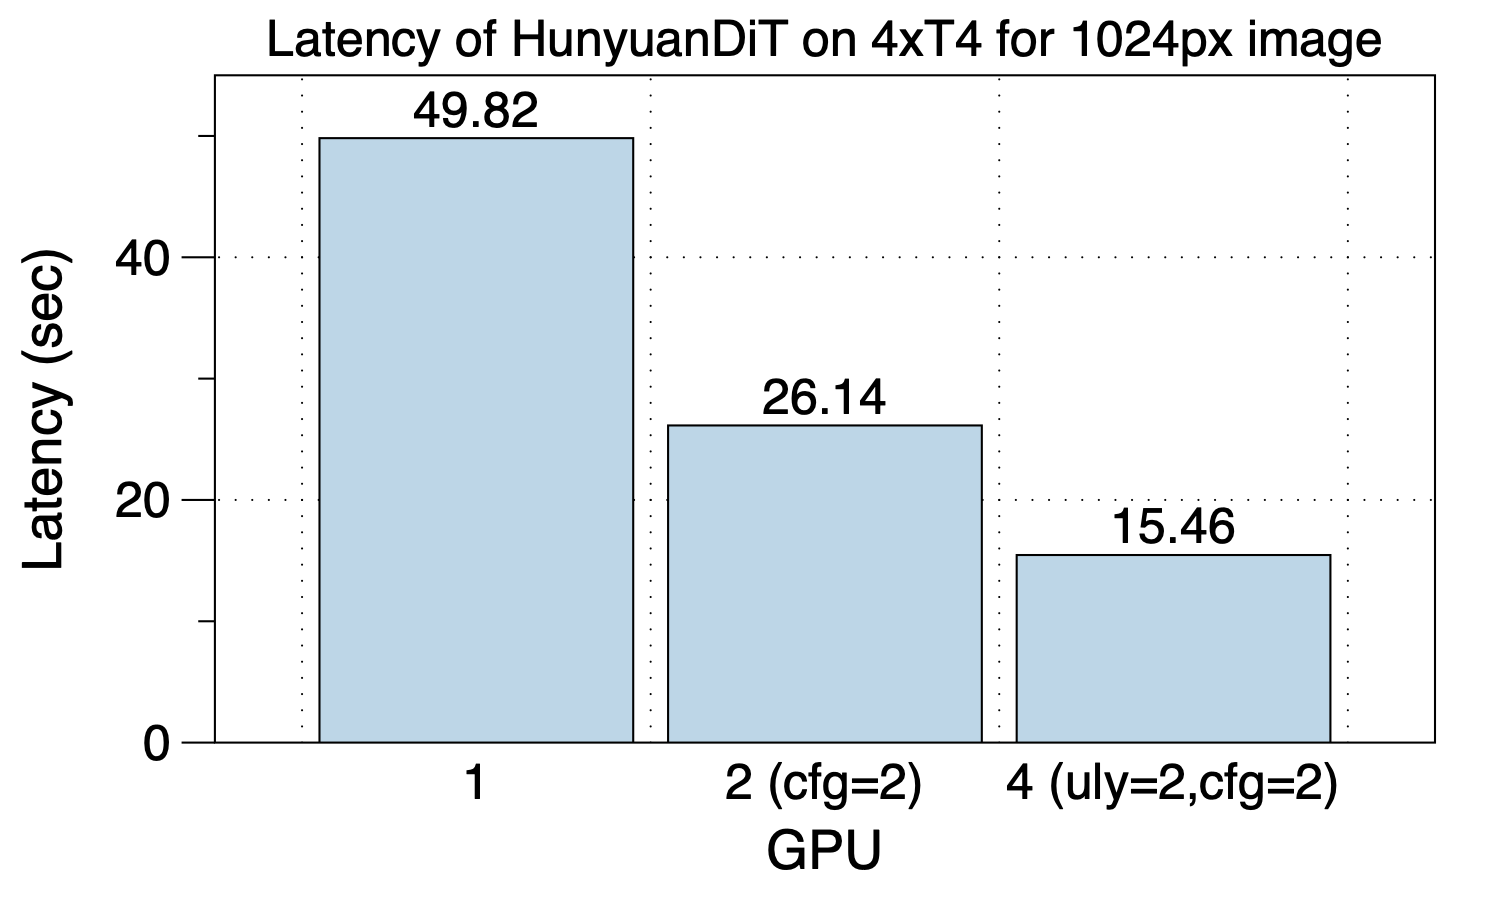 Latency of HunyuanDiT on 4xT4 for 1024px image
49.82
26.14
15.46
Latency (sec)
40
20
0
1
2 (cfg=2)
4 (uly=2,cfg=2)
GPU